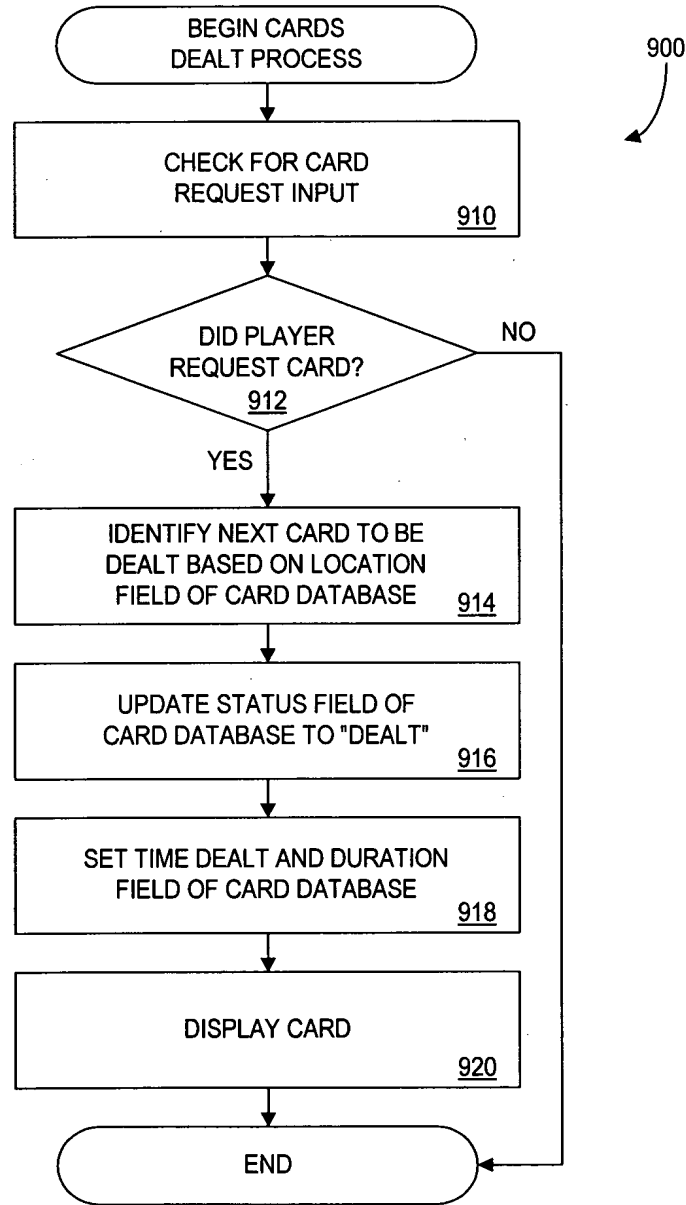 BEGIN CARDS
DEALT PROCESS
900
CHECK FOR CARD
REQUEST INPUT
910
DID PLAYER
REQUEST CARD?
912
NO
YES
IDENTIFY NEXT CARD TO BE
DEALT BASED ON LOCATION
FIELD OF CARD DATABASE
914
UPDATE STATUS FIELD OF
CARD DATABASE TO "DEALT"
916
SET TIME DEALT AND DURATION
FIELD OF CARD DATABASE
918
DISPLAY CARD
920
END